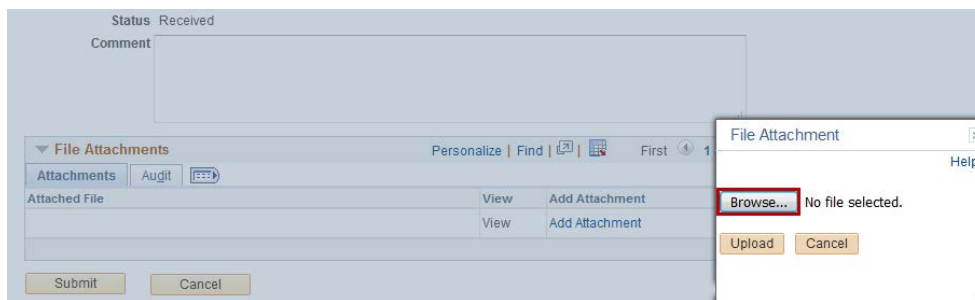 Status Received
Comment
File Attachments Personalize | Find | | First 1
Attachments Audit
Attached File View Add Attachment
View Add Attachment
Submit Cancel
File Attachment
Help
Browse... No file selected.
Upload Cancel